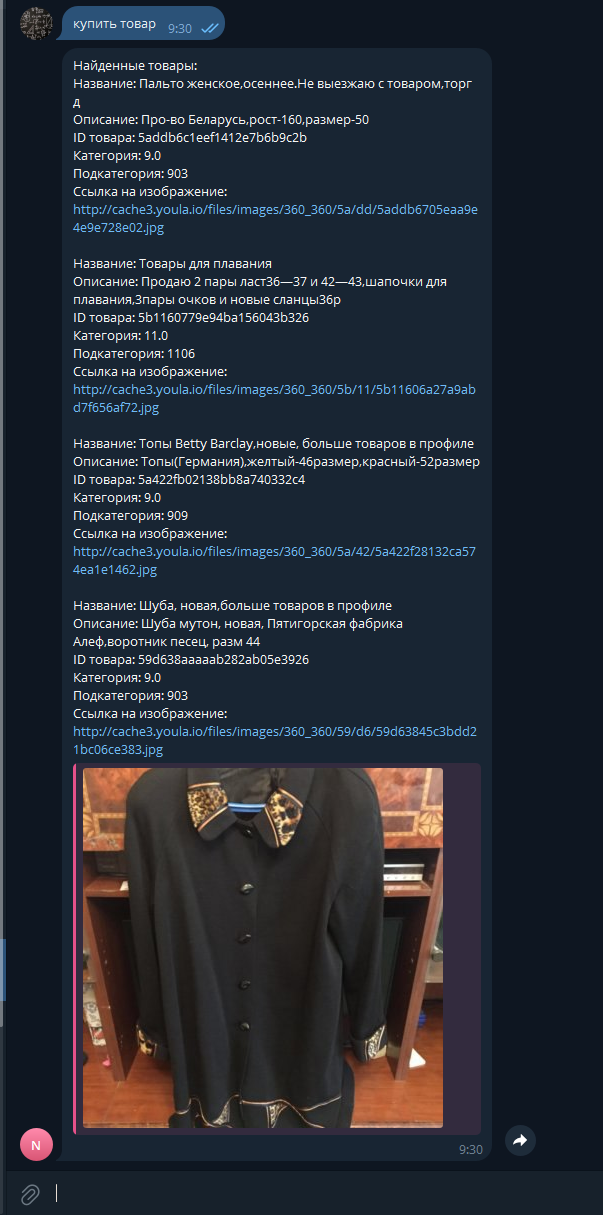 купить товар
9:30
Найденные товары:
Название: Пальто женское,осеннее.Не выезжаю с товаром,торг
д
Описание: Про-во Беларусь,рост-160,размер-50
ID товара: 5addb6c1eef1412e7b6b9c2b
Категория: 9.0
Подкатегория: 903
Ссылка на изображение:
http://cache3.youla.io/files/images/360_360/5a/dd/5addb6705eaa9e
4e9e728e02.jpg
Название: Товары для плавания
Описание: Продаю 2 пары ласт36—37 и 42—43,шапочки для
плавания,3пары очков и новые сланцы36р
ID товара: 5b1160779e94ba156043b326
Категория: 11.0
Подкатегория: 1106
Ссылка на изображение:
http://cache3.youla.io/files/images/360_360/5b/11/5b11606a27a9ab
d7f656af72.jpg
Название: Топы Betty Barclay,новые, больше товаров в профиле
Описание: Топы(Германия),желтый-46размер,красный-52размер
ID товара: 5a422fb02138bb8a740332c4
Категория: 9.0
Подкатегория: 909
Ссылка на изображение:
http://cache3.youla.io/files/images/360_360/5a/42/5a422f28132ca57
4ea1e1462.jpg
Название: Шуба, новая,больше товаров в профиле
Описание: Шуба мутон, новая, Пятигорская фабрика
Алеф,воротник песец, разм 44
ID товара: 59d638aaaaab282ab05e3926
Категория: 9.0
Подкатегория: 903
Ссылка на изображение:
http://cache3.youla.io/files/images/360_360/59/d6/59d63845c3bdd2
1bc06ce383.jpg
N
9:30